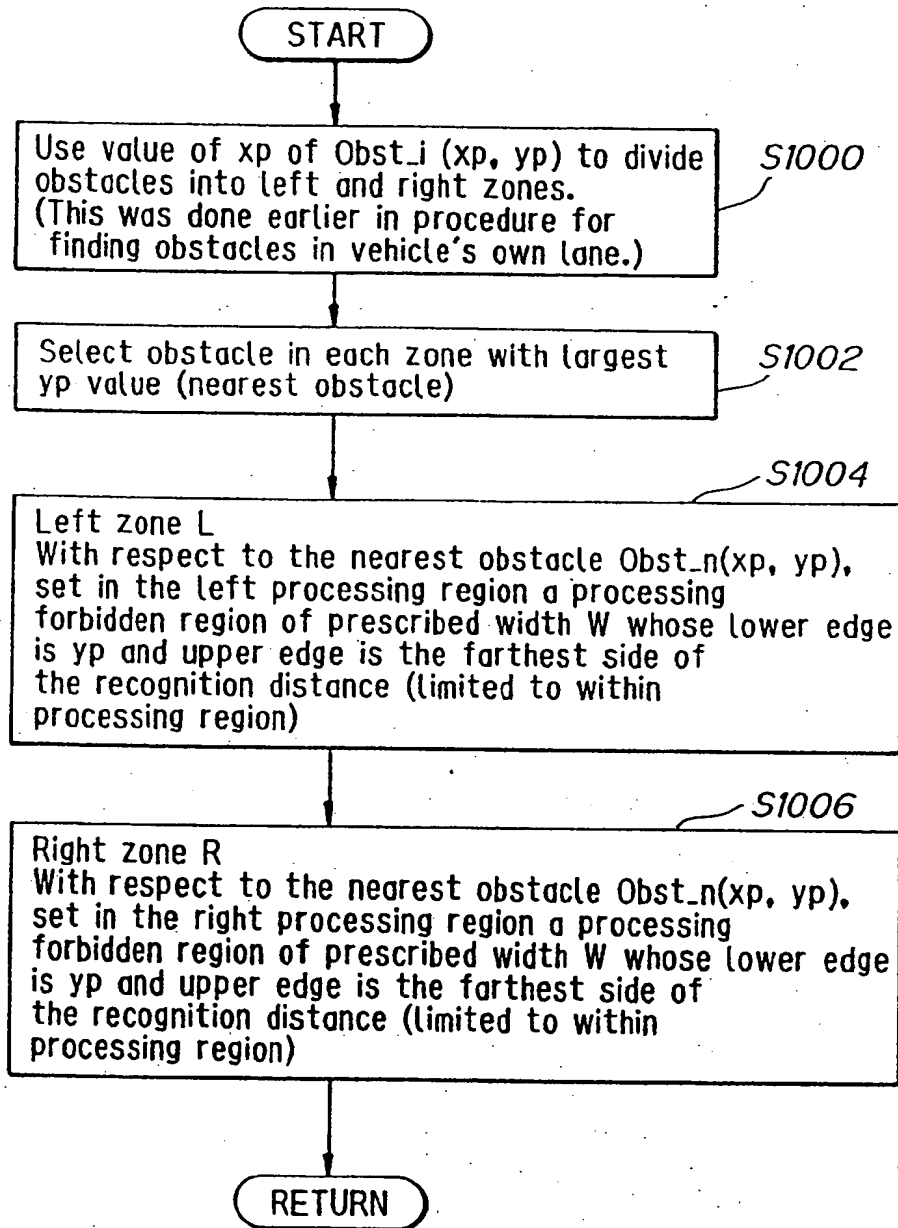 START
Use value of xp of Obst_i (xp, yp) to divide
obstacles into left and right zones.
(This was done earlier in procedure for
finding obstacles in vehicle's own lane.)
S1000
Select obstacle in each zone with largest
yp value (nearest obstacle)
S1002
S1004
Left zone L
With respect to the nearest obstacle Obst_n(xp, yp),
set in the left processing region a processing
forbidden region of prescribed width W whose lower edge
is yp and upper edge is the farthest side of
the recognition distance (limited to within
processing region)
S1006
Right zone R
With respect to the nearest obstacle Obst_n(xp, yp),
set in the right processing region a processing
forbidden region of prescribed width W whose lower edge
is yp and upper edge is the farthest side of
the recognition distance (limited to within
processing region)
RETURN